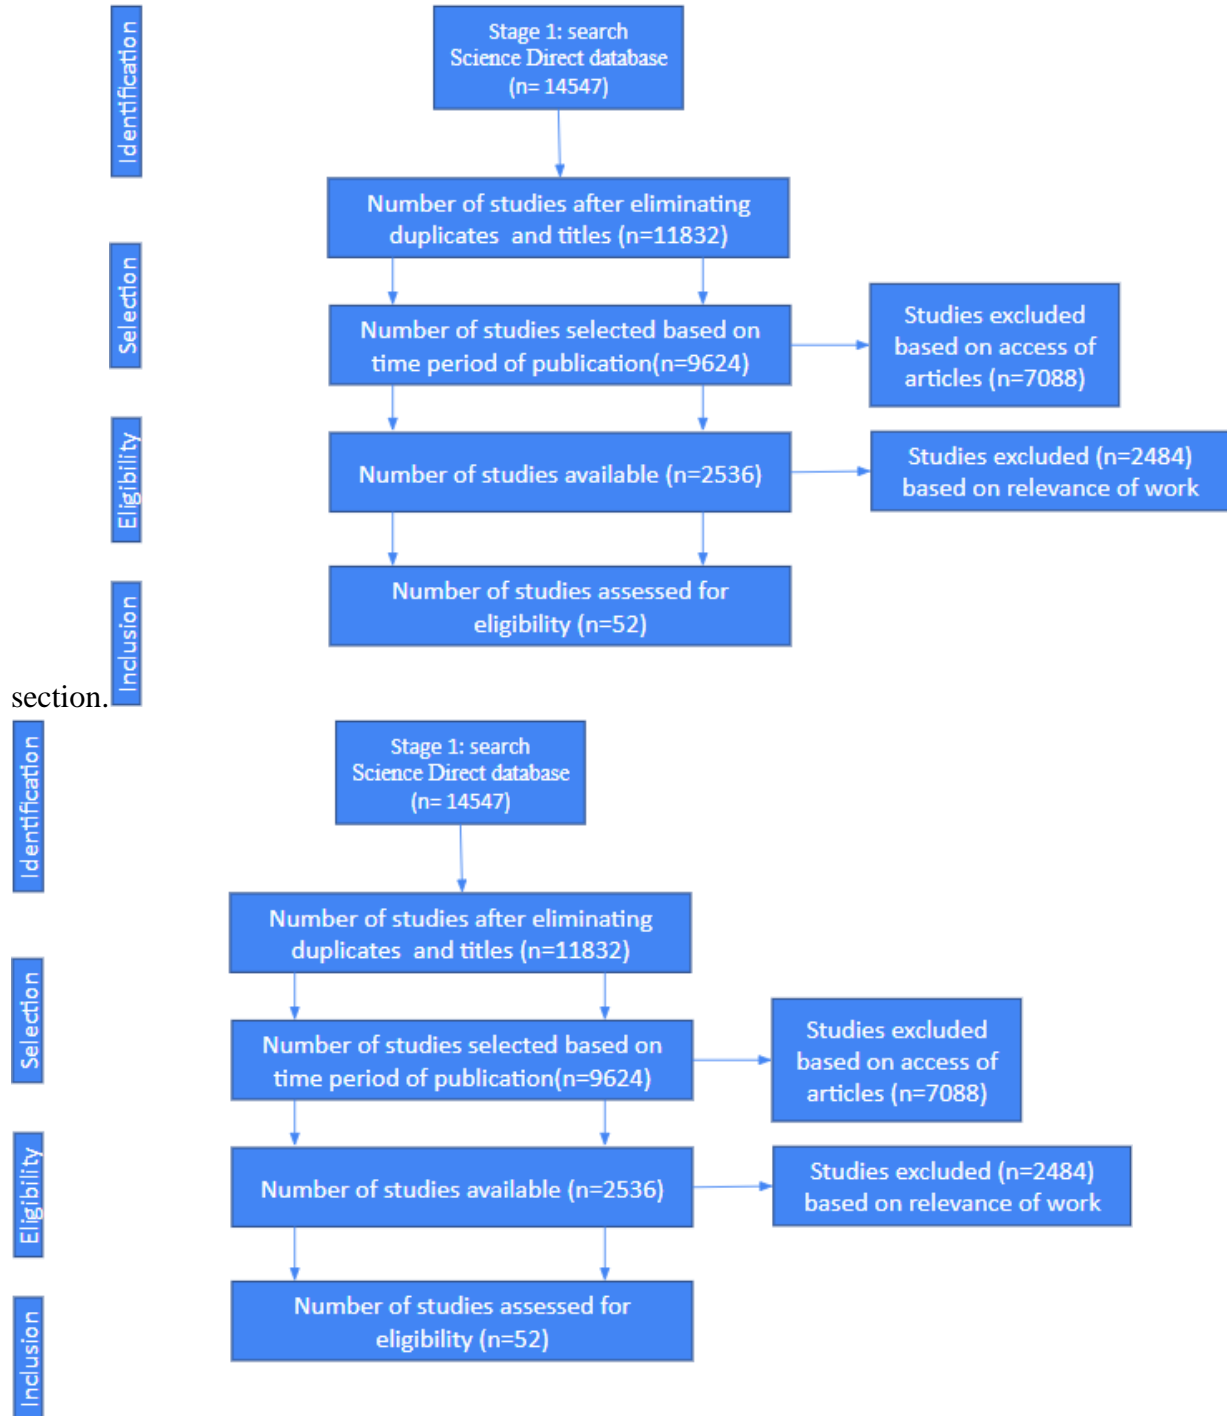 Identification
Stage 1: search
Science Direct database
(n= 14547)
Number of studies after eliminating
duplicates  and titles (n=11832)
Selection
Number of studies selected based on
time period of publication(n=9624)
Studies excluded
based on access of
articles (n=7088)
Eligibility
Number of studies available (n=2536)
Studies excluded (n=2484)
based on relevance of work
Inclusion
Number of studies assessed for
eligibility (n=52)
section.
Identification
Stage 1: search
Science Direct database
(n= 14547)
Number of studies after eliminating
duplicates  and titles (n=11832)
Selection
Number of studies selected based on
time period of publication(n=9624)
Studies excluded
based on access of
articles (n=7088)
Eligibility
Number of studies available (n=2536)
Studies excluded (n=2484)
based on relevance of work
Inclusion
Number of studies assessed for
eligibility (n=52)